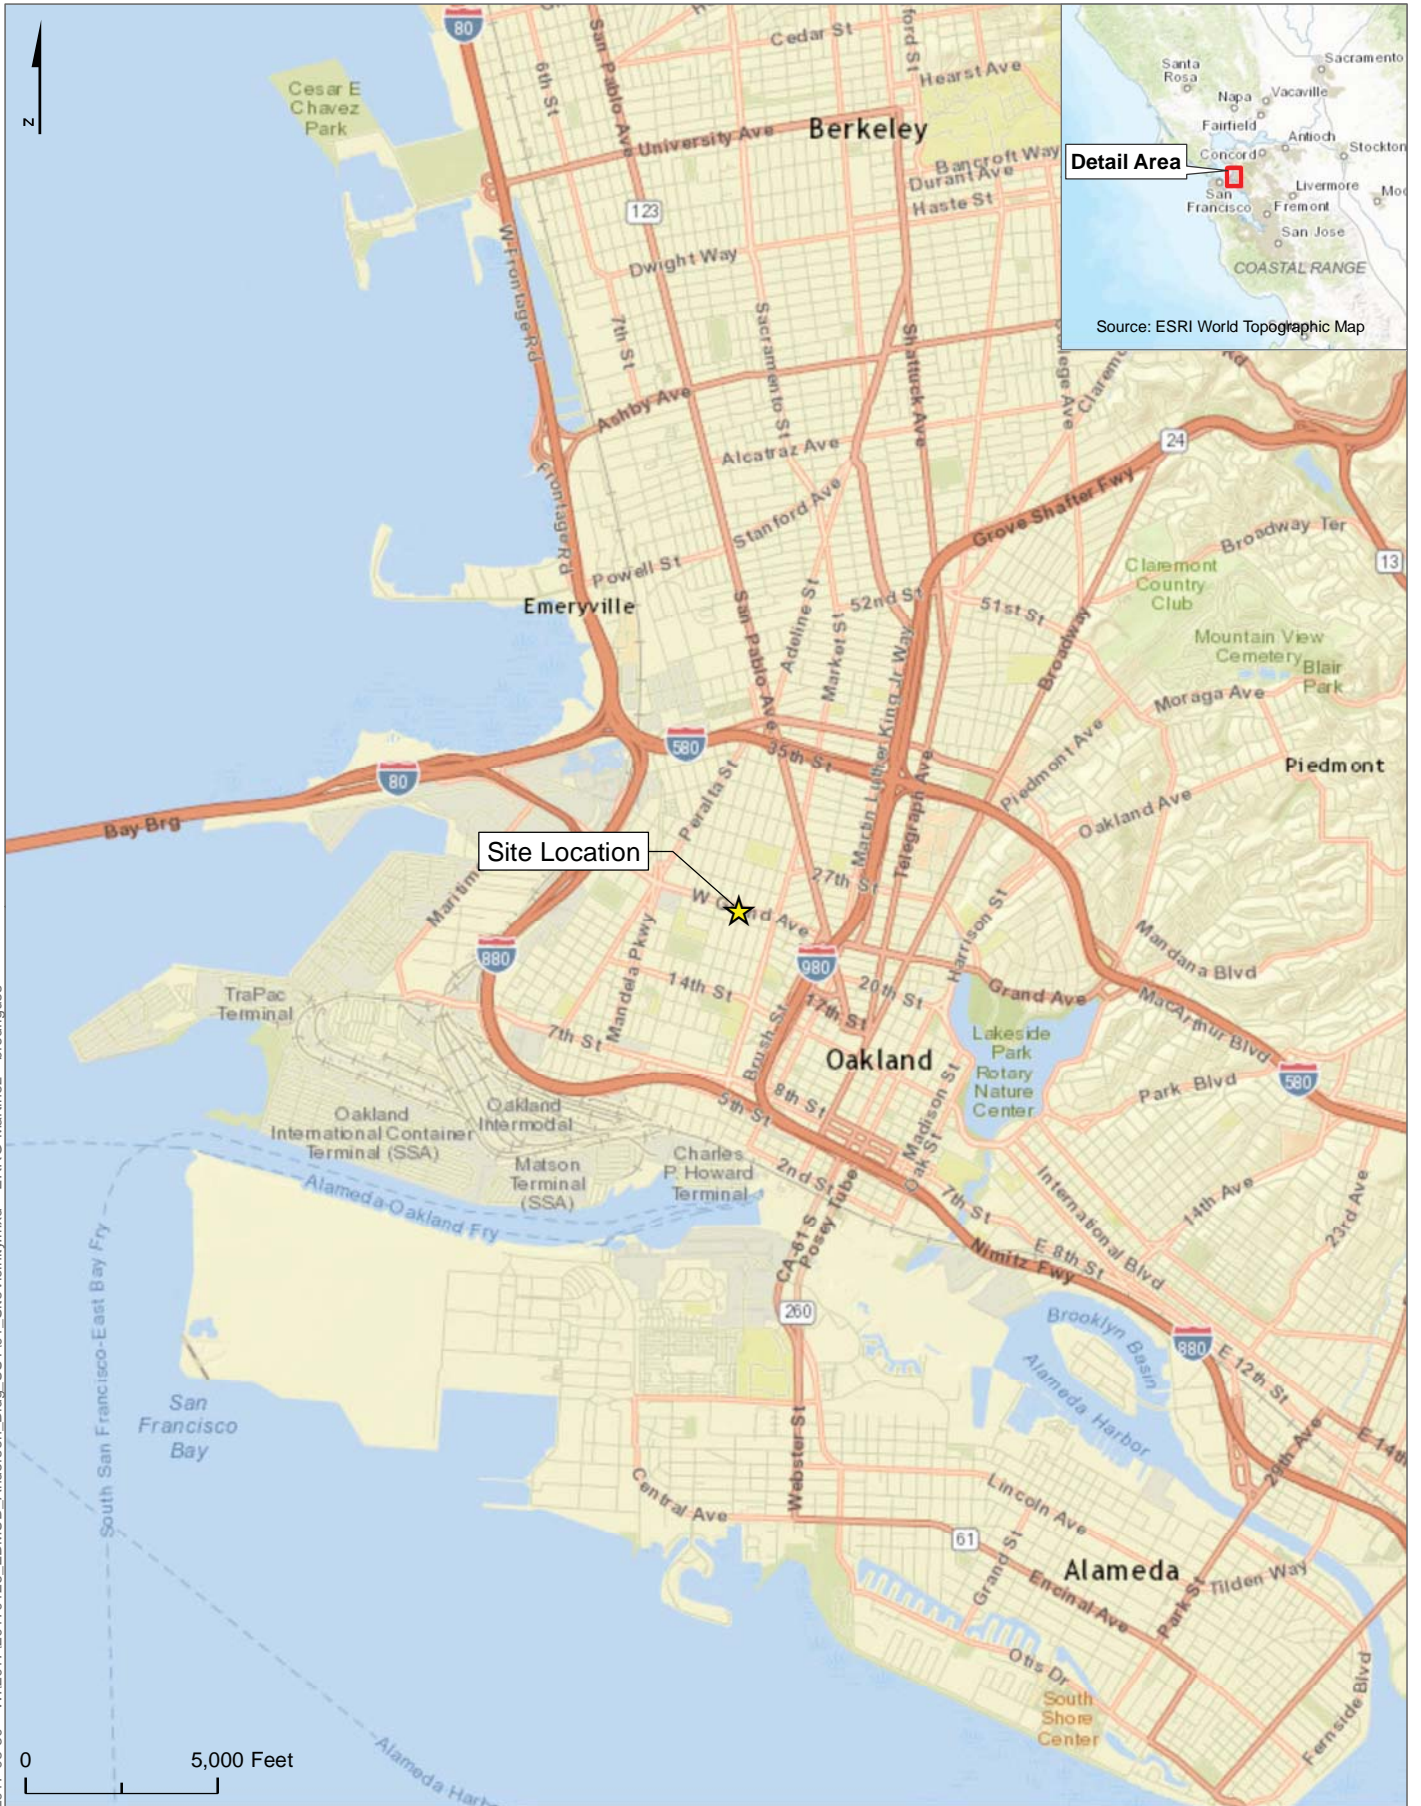 N
80
6th St
San Pablo Ave
Cedar St
Hearst Ave
Cesar E
Chavez
Park
University Ave
Berkeley
Bancroft Way
Durant Ave
Haste St
123
W Frontage Rd
Dwight Way
7th St
Sacramento St
Shattuck Ave
Ashby Ave
Alcatraz Ave
Stanford Ave
Frontage Rd
Powell St
Emeryville
24
Grove Shafter Fwy
Broadway Ter
13
Claremont
Country
Club
Mountain View
Cemetery
Blair
Park
Moraga Ave
Piedmont
52nd St
51st St
Adeline St
Market St
San Pablo Ave
Martin Luther King Jr Way
Broadway
Piedmont Ave
Oakland Ave
580
35th St
80
Bay Brg
Peralta St
Telegraph Ave
Site Location
27th St
Harrison St
880
Mandela Pkwy
980
14th St
20th St
17th St
Grand Ave
Mandana Blvd
MacArthur Blvd
TraPac
Terminal
7th St
Brush St
Oakland
Lakeside
Park
Rotary
Nature
Center
Park Blvd
580
8th St
5th St
Madison St
Oak St
Oakland
International Container
Terminal (SSA)
Oakland
Intermodal
Matson
Terminal
(SSA)
Charles
P. Howard
Terminal
2nd St
7th St
Alameda-Oakland Fry
CA-61 S
Posey Tube
International Blvd
14th Ave
23rd Ave
E 8th St
Nimitz Fwy
260
Brooklyn Basin
Alameda Harbor
880
E 12th St
29th Ave
South San Francisco-East Bay Fry
San
Francisco
Bay
Webster St
Central Ave
Lincoln Ave
61
Grand St
Alameda
Encinal Ave
Park St
Tilden Way
Otis Dr
South
Shore
Center
Fernside Blvd
0 5,000 Feet
Santa
Rosa
Sacramento
Napa
Vacaville
Fairfield
Antioch
Concord
Stockton
Detail Area
San
Francisco
Livermore
Fremont
San Jose
COASTAL RANGE
Source: ESRI World Topographic Map